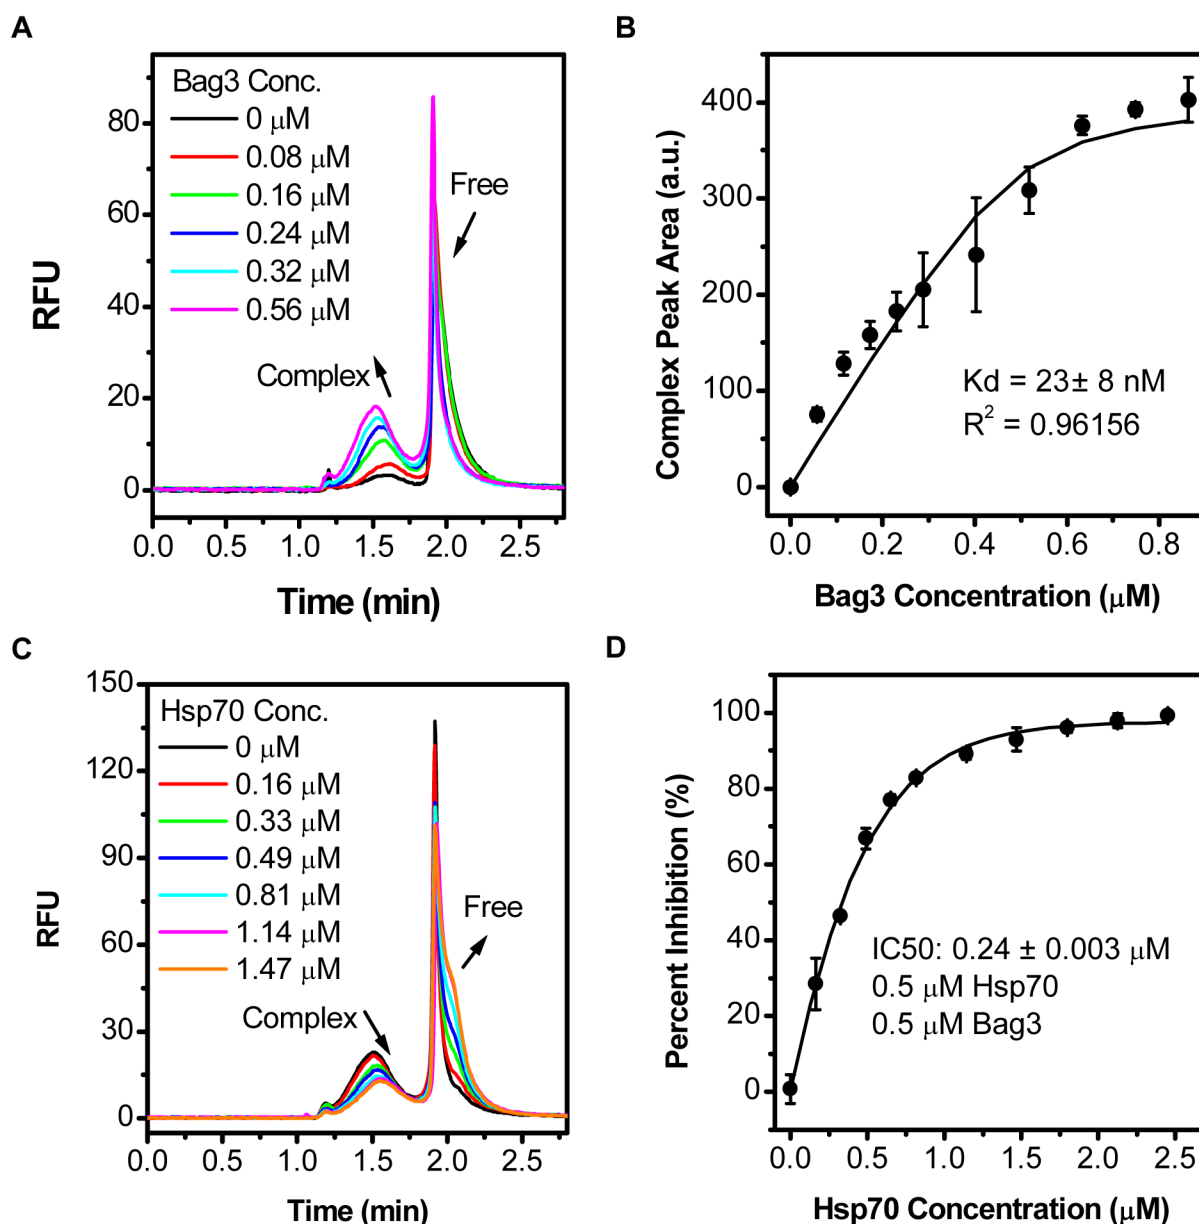 A
Bag3 Conc.
0 μM
0.08 μM
0.16 μM
0.24 μM
0.32 μM
0.56 μM
Free
Complex
RFU
80
60
40
20
0
0.0 0.5 1.0 1.5 2.0 2.5
Time (min)
B
Complex Peak Area (a.u.)
400
300
200
100
0
Kd = 23± 8 nM
R² = 0.96156
0.0 0.2 0.4 0.6 0.8
Bag3 Concentration (μM)
C
Hsp70 Conc.
0 μM
0.16 μM
0.33 μM
0.49 μM
0.81 μM
1.14 μM
1.47 μM
Free
Complex
RFU
150
120
90
60
30
0
0.0 0.5 1.0 1.5 2.0 2.5
Time (min)
D
Percent Inhibition (%)
100
80
60
40
20
0
IC50: 0.24 ± 0.003 μM
0.5 μM Hsp70
0.5 μM Bag3
0.0 0.5 1.0 1.5 2.0 2.5
Hsp70 Concentration (μM)